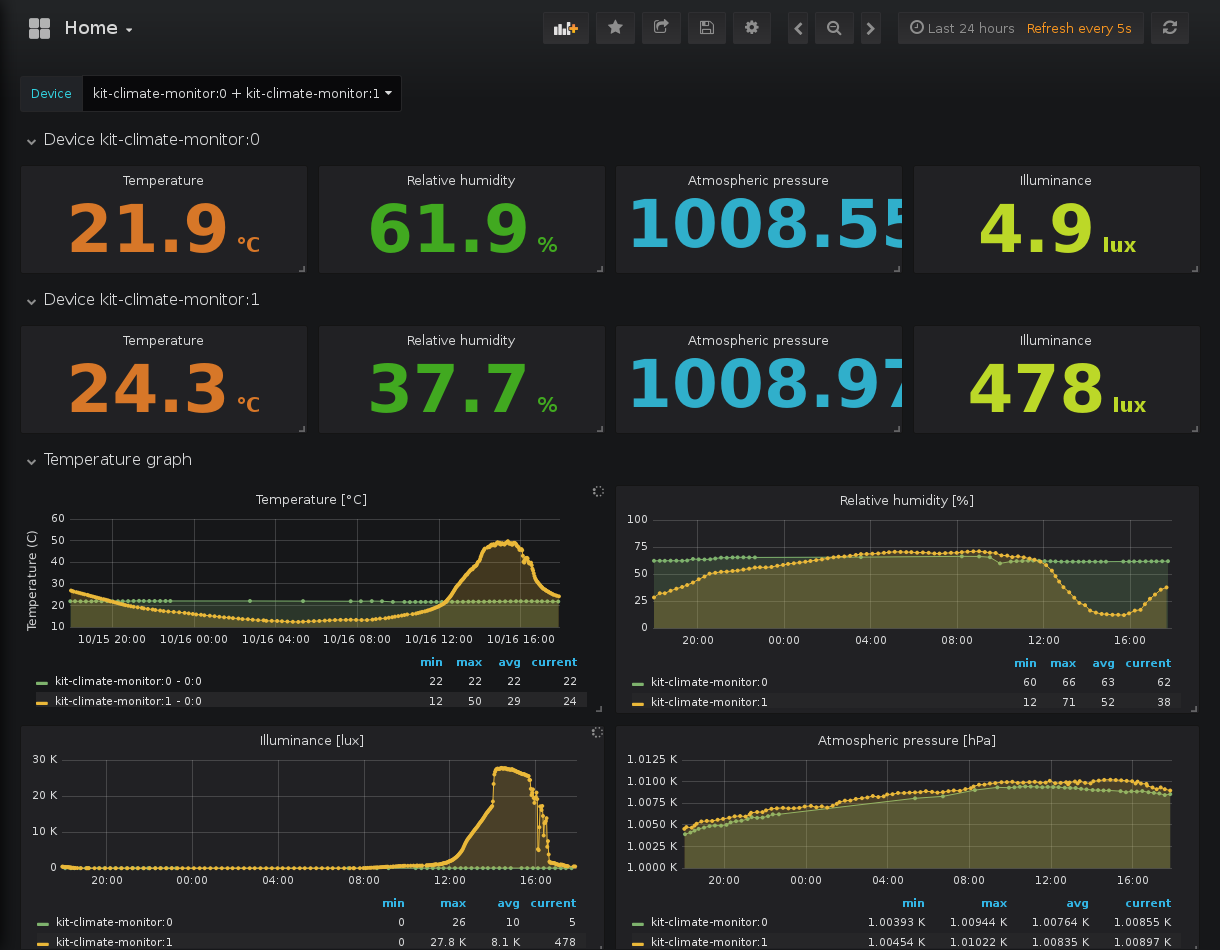 Home
Last 24 hours Refresh every 5s
Device kit-climate-monitor:0 + kit-climate-monitor:1
Device kit-climate-monitor:0
Temperature Relative humidity Atmospheric pressure Illuminance
21.9 °C 61.9 % 1008.55 4.9 lux
Device kit-climate-monitor:1
Temperature Relative humidity Atmospheric pressure Illuminance
24.3 °C 37.7 % 1008.97 478 lux
Temperature graph
Temperature [°C]
Temperature (C)
60
50
40
30
20
10
10/15 20:00 10/16 00:00 10/16 04:00 10/16 08:00 10/16 12:00 10/16 16:00
min max avg current
kit-climate-monitor:0 - 0:0 22 22 22 22
kit-climate-monitor:1 - 0:0 12 50 29 24
Relative humidity [%]
100
75
50
25
0
20:00 00:00 04:00 08:00 12:00 16:00
min max avg current
kit-climate-monitor:0 60 66 63 62
kit-climate-monitor:1 12 71 52 38
Illuminance [lux]
30 K
20 K
10 K
0
20:00 00:00 04:00 08:00 12:00 16:00
min max avg current
kit-climate-monitor:0 0 26 10 5
kit-climate-monitor:1 0 27.8 K 8.1 K 478
Atmospheric pressure [hPa]
1.0125 K
1.0100 K
1.0075 K
1.0050 K
1.0025 K
1.0000 K
20:00 00:00 04:00 08:00 12:00 16:00
min max avg current
kit-climate-monitor:0 1.00393 K 1.00944 K 1.00764 K 1.00855 K
kit-climate-monitor:1 1.00454 K 1.01022 K 1.00835 K 1.00897 K